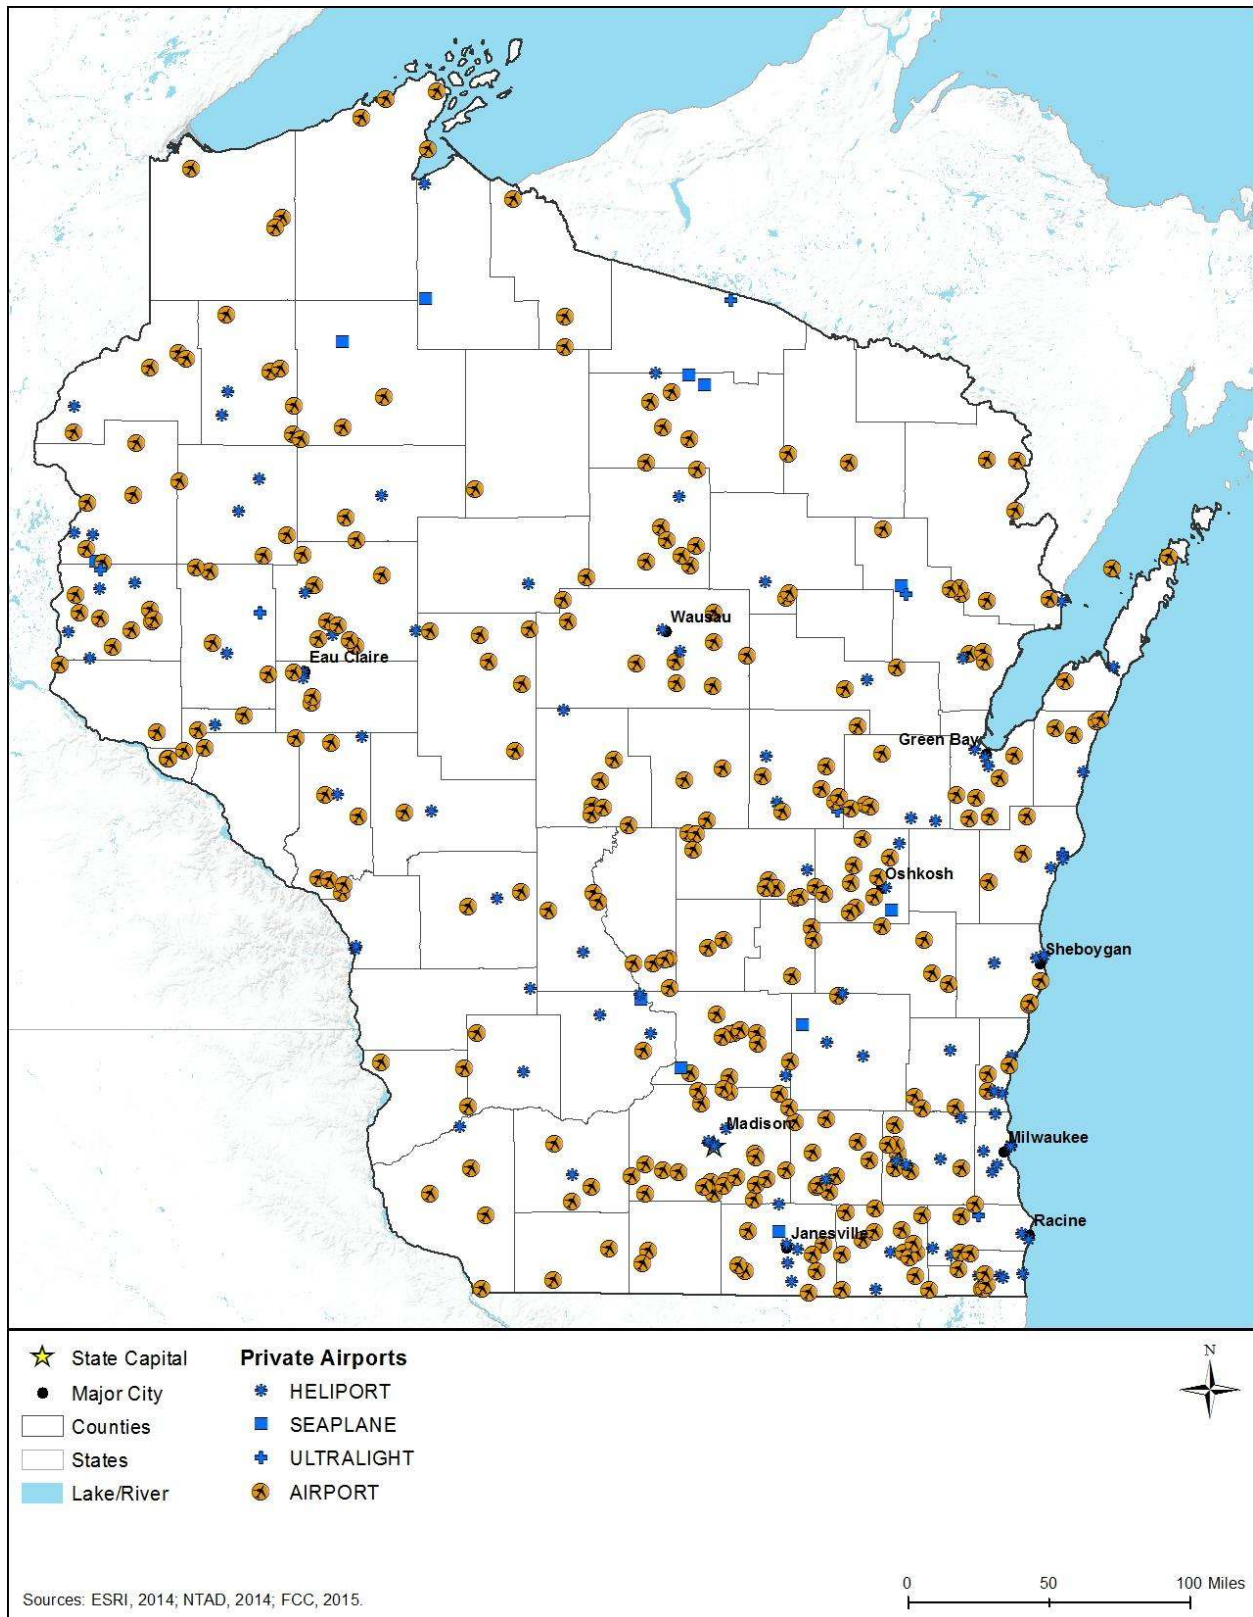 Wausau
Eau Claire
Green Bay
Oshkosh
Sheboygan
Madison
Milwaukee
Racine
Janesville
State Capital
Major City
Counties
States
Lake/River
Private Airports
HELIPORT
SEAPLANE
ULTRALIGHT
AIRPORT
N
0 50 100 Miles
Sources: ESRI, 2014; NTAD, 2014; FCC, 2015.